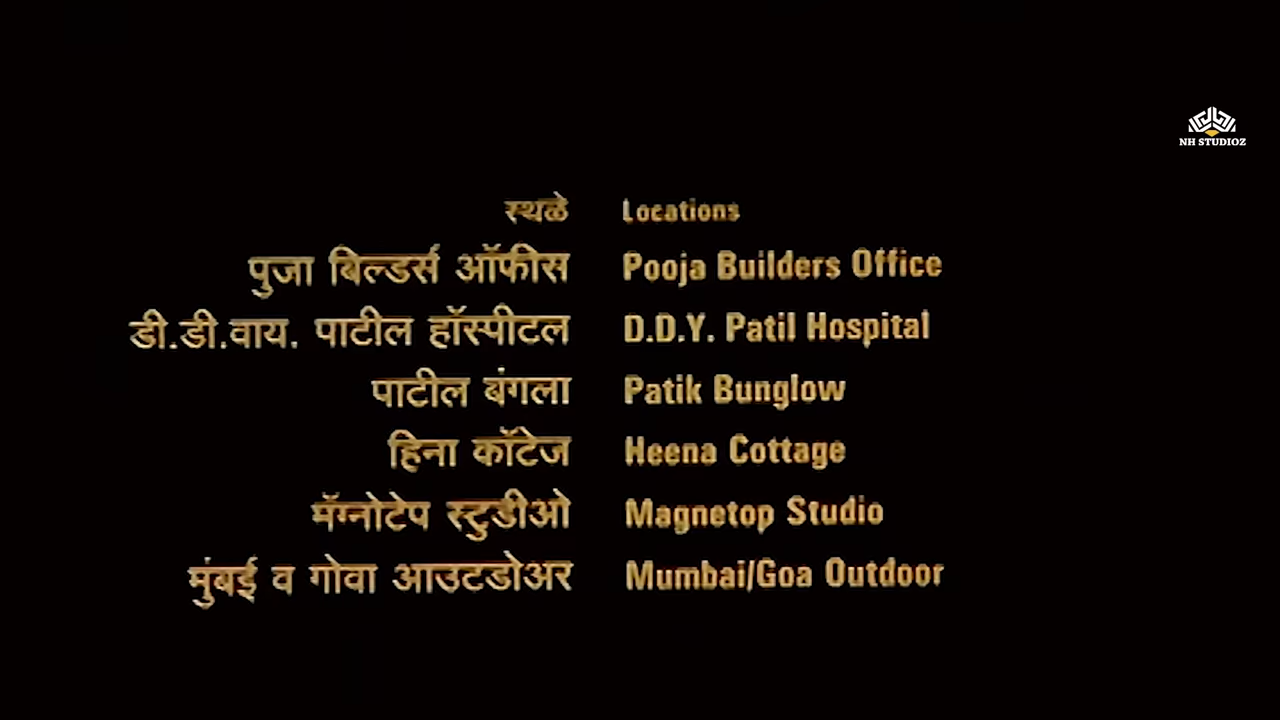 NH STUDIOZ
स्थळे Locations
पुजा बिल्डर्स ऑफीस Pooja Builders Office
डी.डी.वाय. पाटील हॉस्पीटल D.D.Y. Patil Hospital
पाटील बंगला Patik Bunglow
हिना कॉटेज Heena Cottage
मॅग्नोटेप स्टुडीओ Magnetop Studio
मुंबई व गोवा आउटडोअर Mumbai/Goa Outdoor